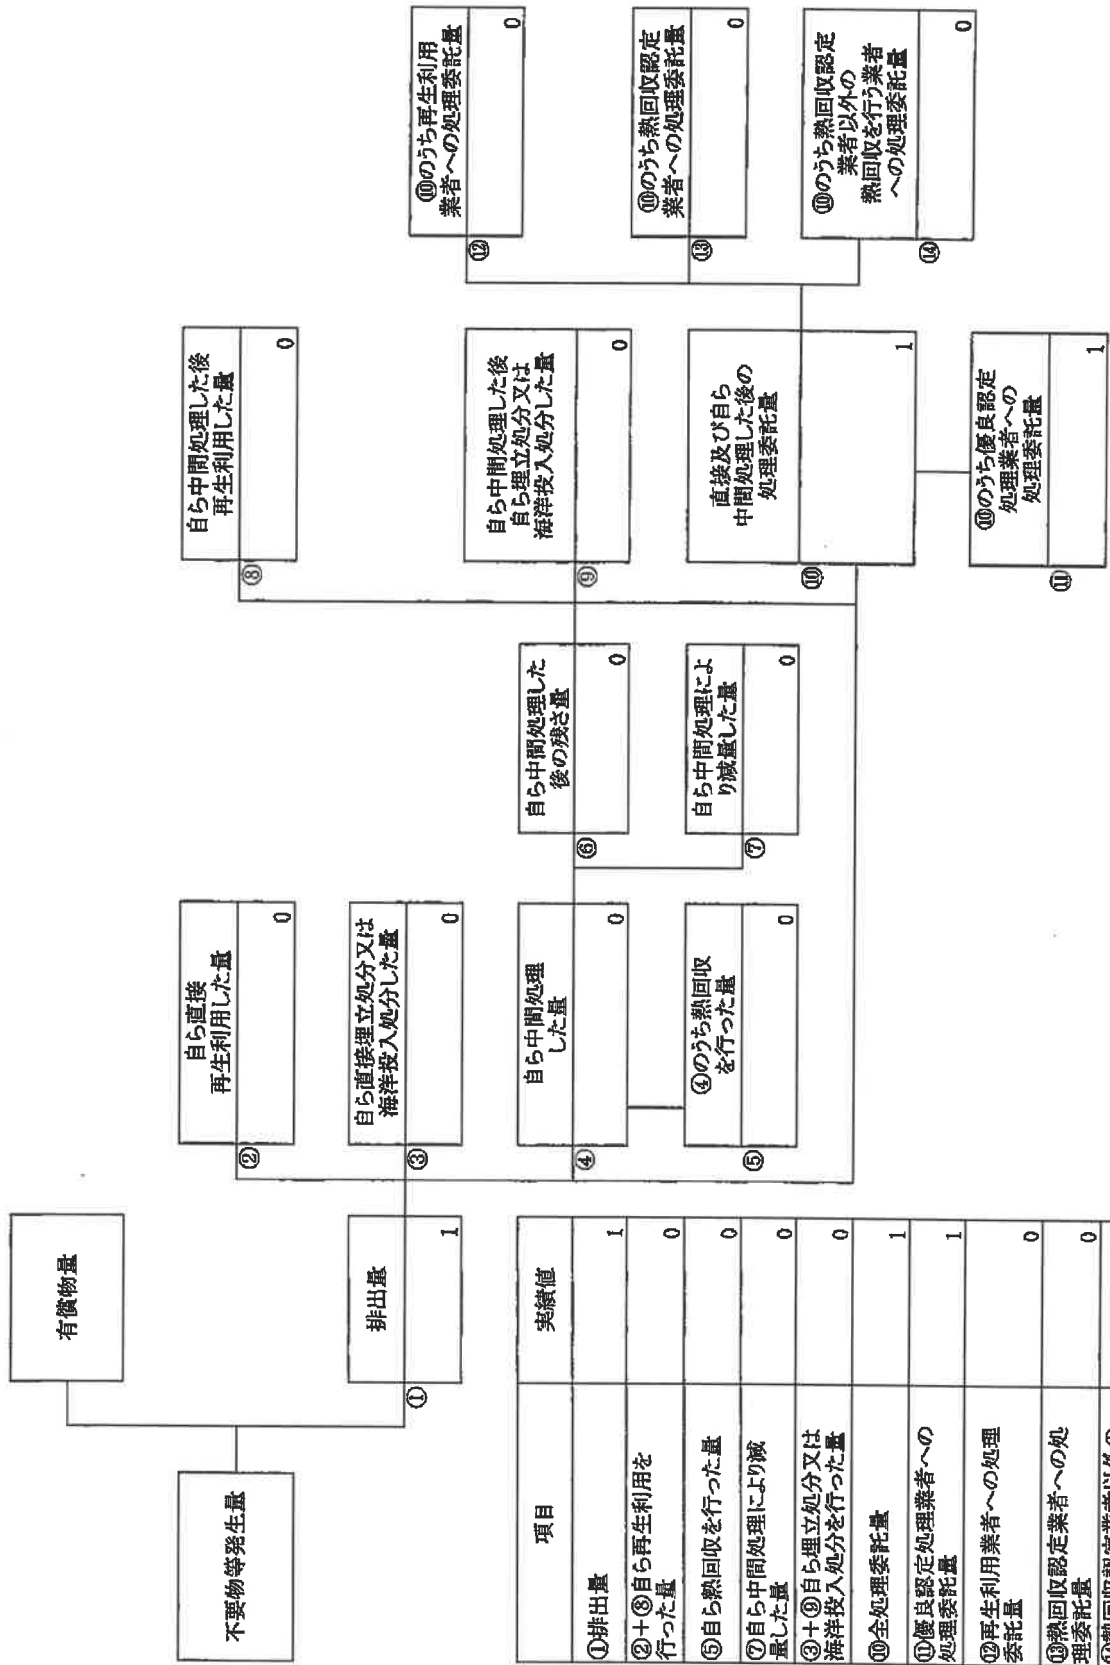 不要物等発生量
有償物量
排出量
①
1
自ら直接
再生利用した量
②
0
自ら直接埋立処分又は
海洋投入処分した量
③
0
自ら中間処理
した量
④
0
④のうち熱回収
を行った量
⑤
0
自ら中間処理した
後の残さ量
⑥
0
自ら中間処理によ
り減量した量
⑦
0
自ら中間処理した後
再生利用した量
⑧
0
自ら中間処理した後
自ら埋立処分又は
海洋投入処分した量
⑨
0
直接及び自ら
中間処理した後の
処理委託量
⑩
1
⑩のうち優良認定
処理業者への
処理委託量
⑪
1
⑩のうち再生利用
業者への処理委託量
⑫
0
⑩のうち熱回収認定
業者への処理委託量
⑬
0
⑩のうち熱回収認定
業者以外の
熱回収を行う業者
への処理委託量
⑭
0
項目
実績値
①排出量
1
②+⑧自ら再生利用を
行った量
0
⑤自ら熱回収を行った量
0
⑦自ら中間処理により減
量した量
0
③+⑨自ら埋立処分又は
海洋投入処分を行った量
0
⑩全処理委託量
1
⑪優良認定処理業者への
処理委託量
1
⑫再生利用業者への処理
委託量
0
⑬熱回収認定業者への処
理委託量
0
⑭熱回収認定業者以外の